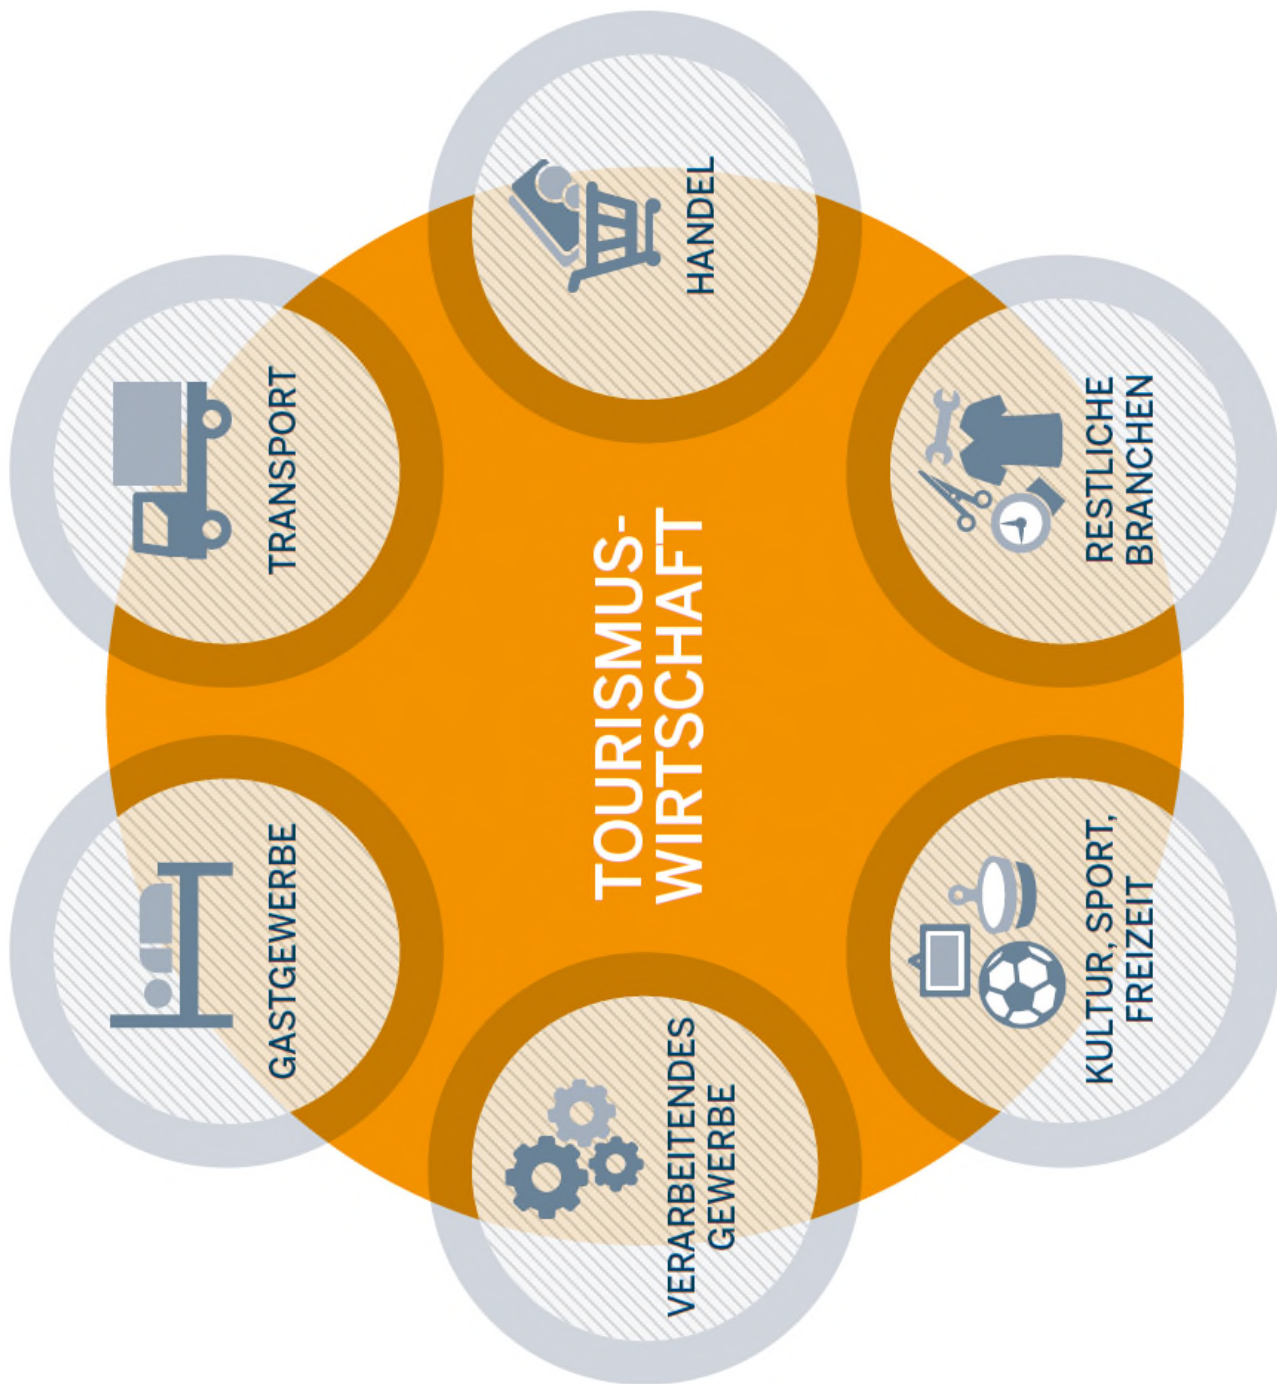 GASTGEWERBE
TRANSPORT
VERARBEITENDES
GEWERBE
TOURISMUS-
WIRTSCHAFT
HANDEL
KULTUR, SPORT,
FREIZEIT
RESTLICHE
BRANCHEN